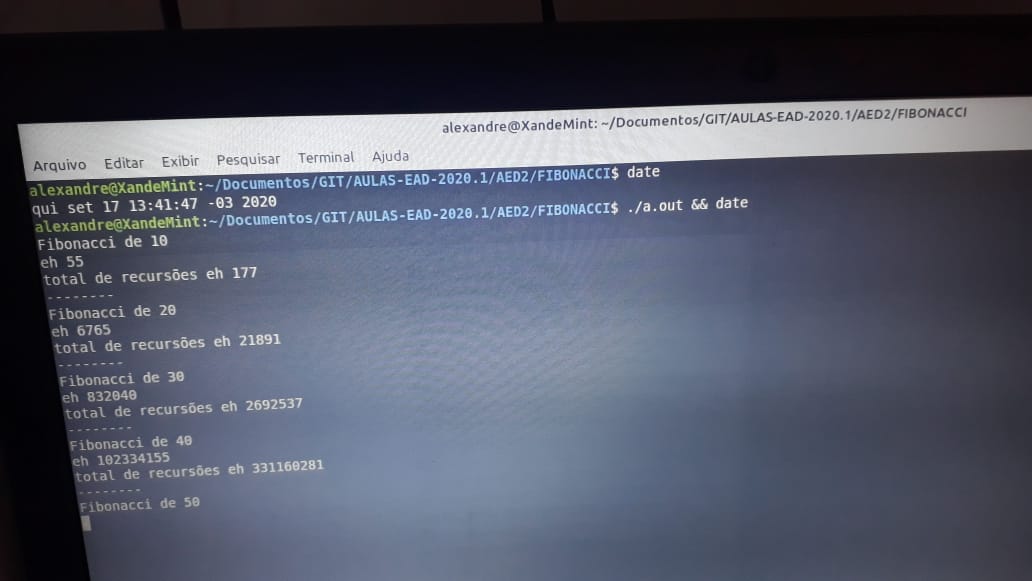 alexandre@XandeMint: ~/Documentos/GIT/AULAS-EAD-2020.1/AED2/FIBONACCI
Arquivo Editar Exibir Pesquisar Terminal Ajuda
alexandre@XandeMint:~/Documentos/GIT/AULAS-EAD-2020.1/AED2/FIBONACCI$ date
qui set 17 13:41:47 -03 2020
alexandre@XandeMint:~/Documentos/GIT/AULAS-EAD-2020.1/AED2/FIBONACCI$ ./a.out && date
Fibonacci de 10
eh 55
total de recursões eh 177
--------
Fibonacci de 20
eh 6765
total de recursões eh 21891
--------
Fibonacci de 30
eh 832040
total de recursões eh 2692537
--------
Fibonacci de 40
eh 102334155
total de recursões eh 331160281
--------
Fibonacci de 50